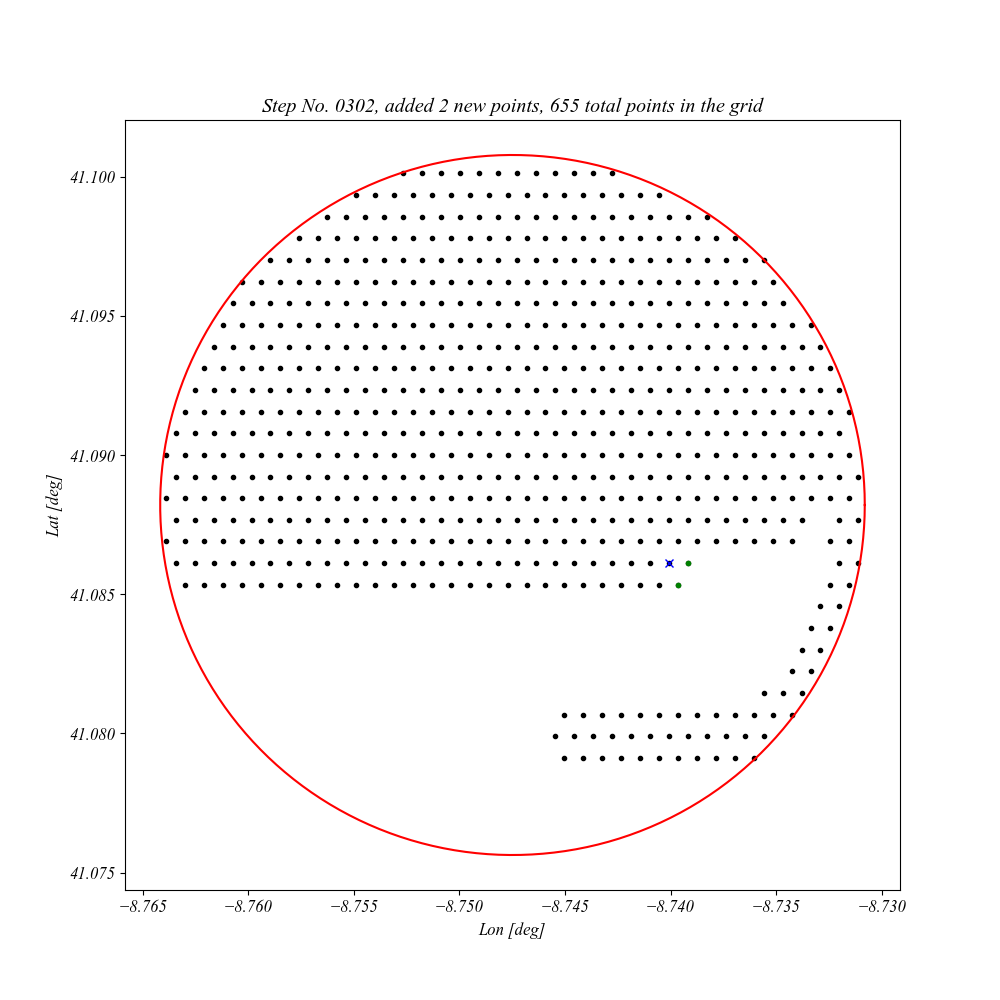 Step No. 0302, added 2 new points, 655 total points in the grid
41.100
41.095
41.090
41.085
41.080
41.075
Lat [deg]
−8.765 −8.760 −8.755 −8.750 −8.745 −8.740 −8.735 −8.730
Lon [deg]